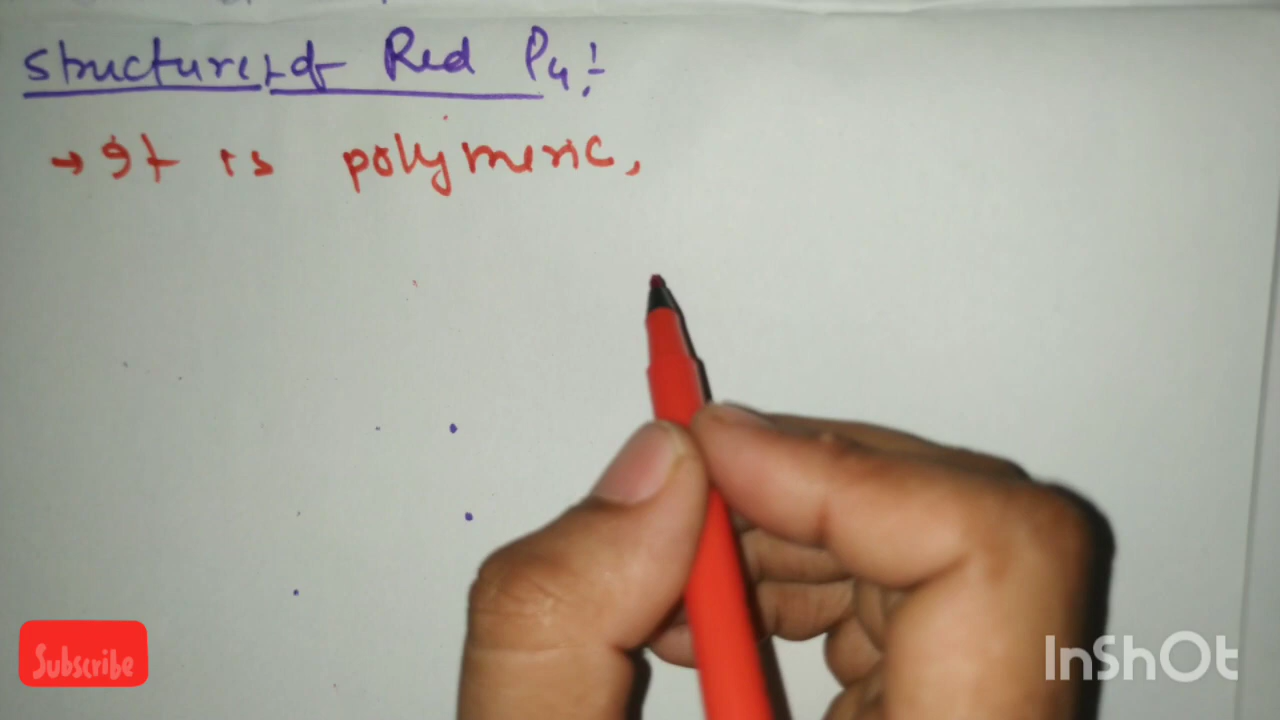 Structure of Red P4:-
→ It is polymeric,
Subscribe
InShOt